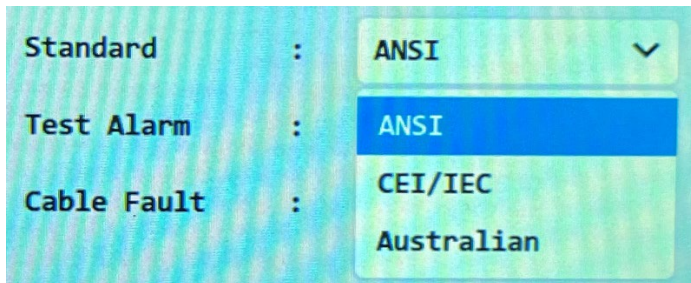 Standard : ANSI
Test Alarm : ANSI
CEI/IEC
Cable Fault :
Australian